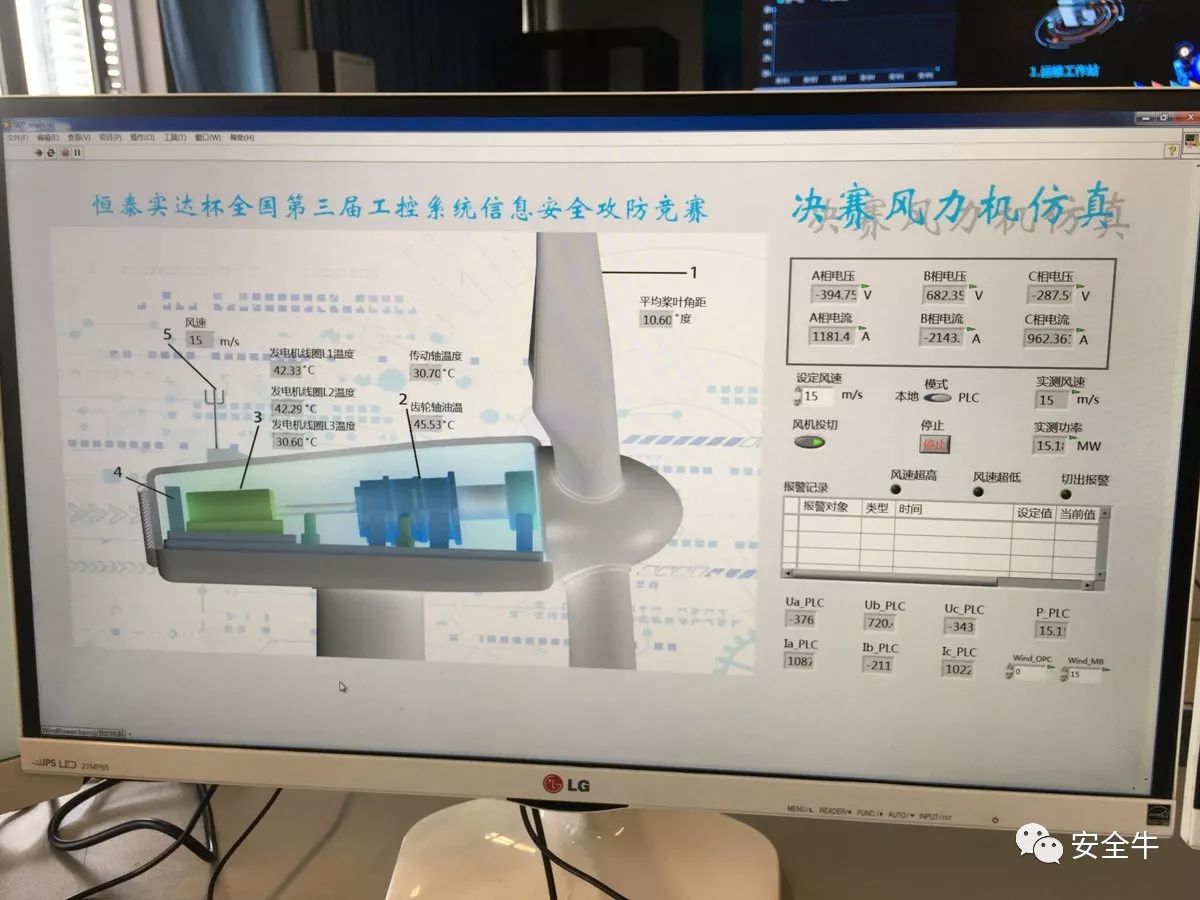 1.运维工作站
WP_main.vi
文件(F) 编辑(E) 查看(V) 项目(P) 操作(O) 工具(T) 窗口(W) 帮助(H)
恒泰实达杯全国第三届工控系统信息安全攻防竞赛
决赛风力机仿真
1
平均桨叶角距
10.60 °度
5
风速
15 m/s
发电机线圈L1温度
42.33 °C
发电机线圈L2温度
42.29 °C
发电机线圈L3温度
30.60 °C
传动轴温度
30.70 °C
齿轮轴油温
45.53 °C
2
3
4
A相电压 B相电压 C相电压
-394.75 V 682.35 V -287.5 V
A相电流 B相电流 C相电流
1181.4 A -2143. A 962.367 A
设定风速 模式 实测风速
15 m/s 本地 PLC 15 m/s
风机投切 停止 实测功率
停止 15.1 MW
风速超高 风速超低 切出报警
报警记录
报警对象 类型 时间 设定值 当前值
Ua_PLC Ub_PLC Uc_PLC P_PLC
-376 720. -343 15.1
Ia_PLC Ib_PLC Ic_PLC Wind_OPC Wind_MB
1087 -211 1022 0 15
IPS LED 27MP65
LG
MENU READER FUNC. AUTO INPUT
安全牛